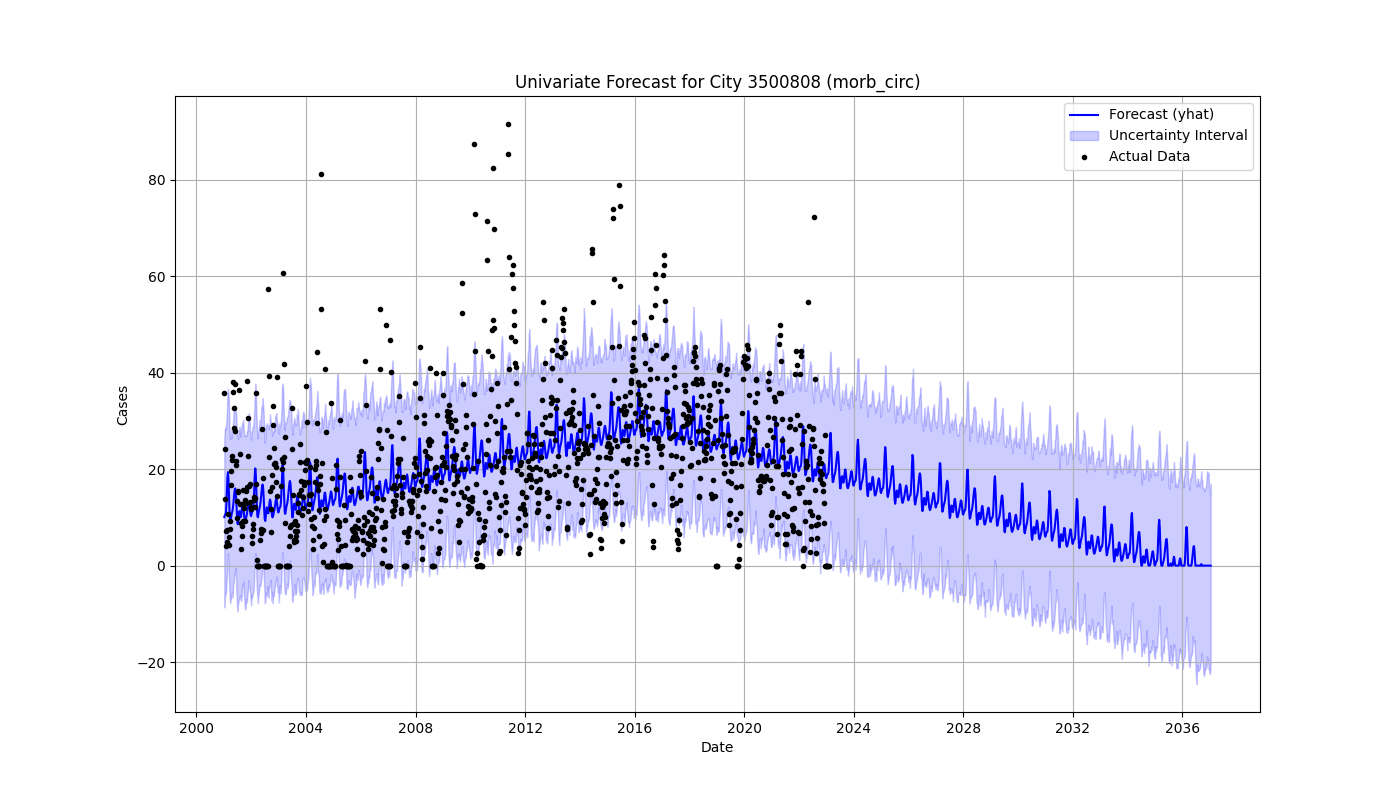 Univariate Forecast for City 3500808 (morb_circ)
Forecast (yhat)
Uncertainty Interval
Actual Data
Cases
80
60
40
20
0
−20
2000 2004 2008 2012 2016 2020 2024 2028 2032 2036
Date